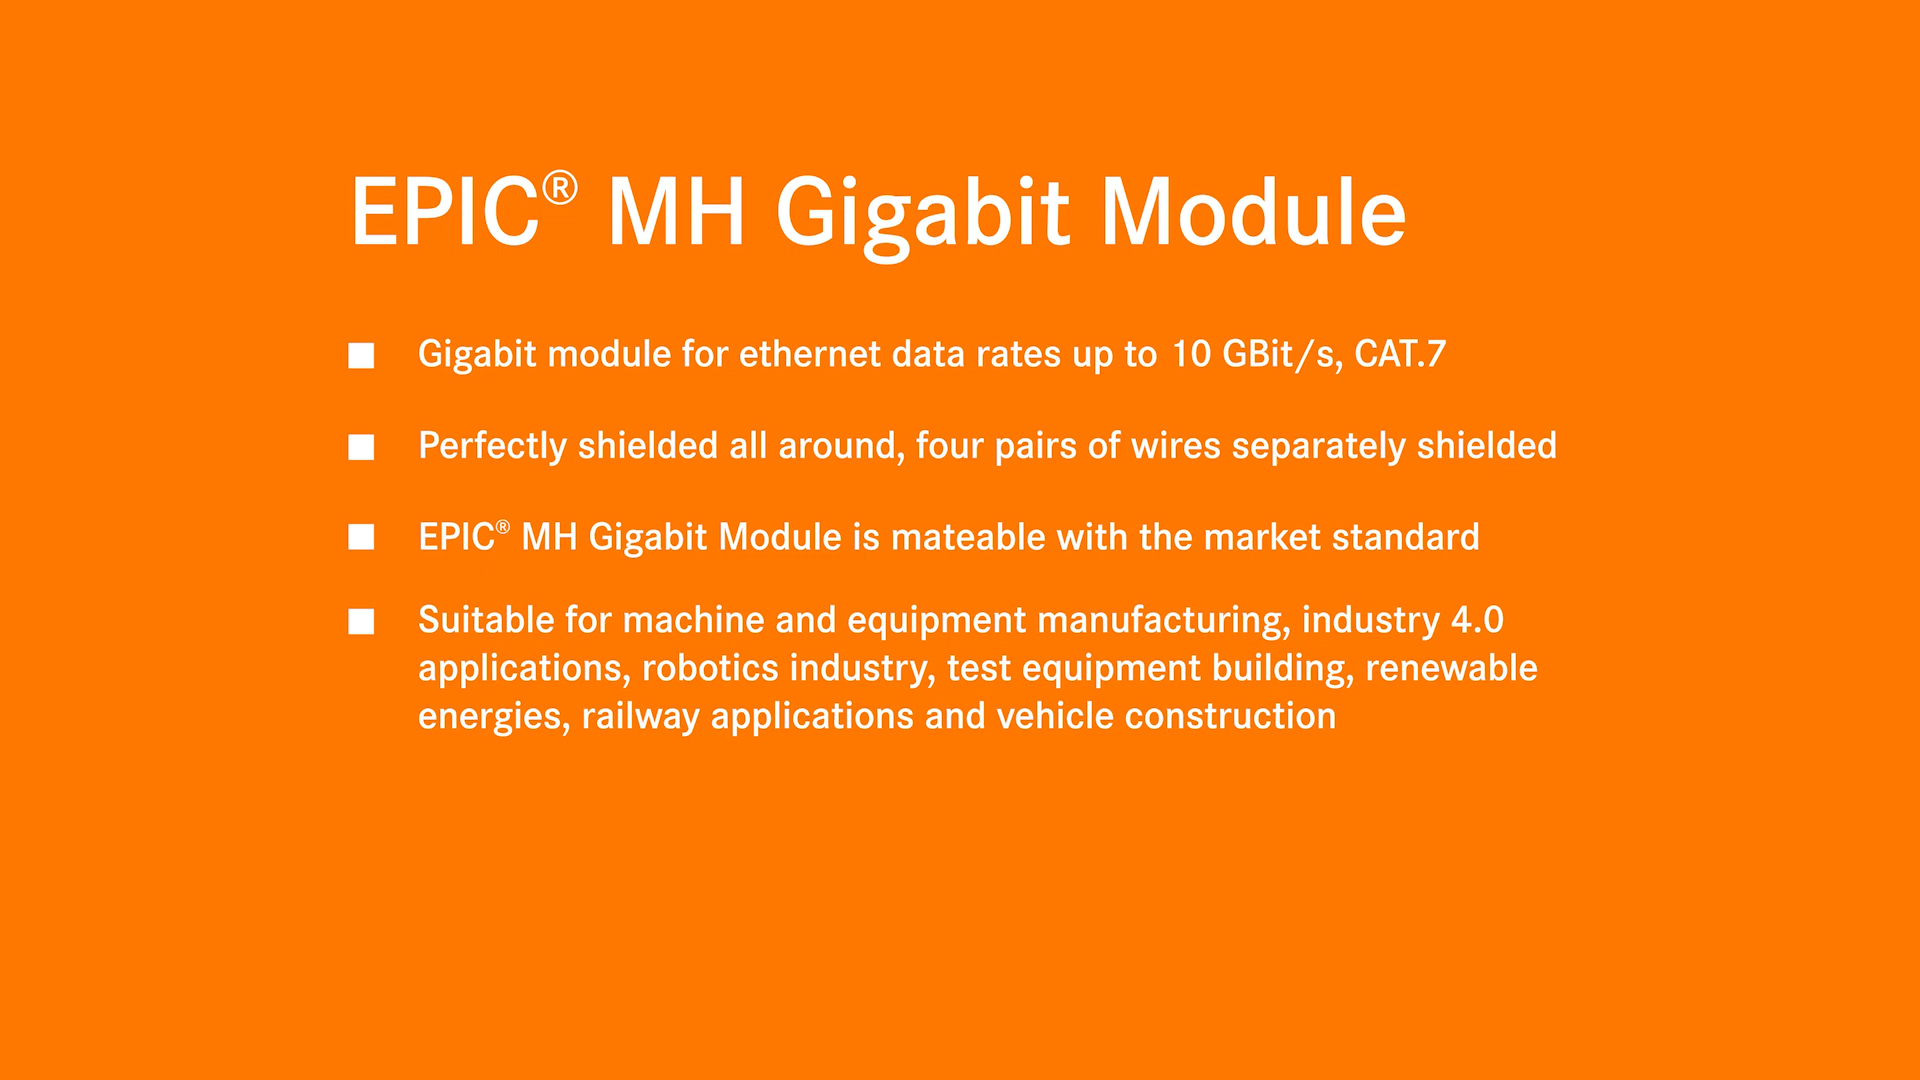 EPIC® MH Gigabit Module
■ Gigabit module for ethernet data rates up to 10 GBit/s, CAT.7
■ Perfectly shielded all around, four pairs of wires separately shielded
■ EPIC® MH Gigabit Module is mateable with the market standard
■ Suitable for machine and equipment manufacturing, industry 4.0
applications, robotics industry, test equipment building, renewable
energies, railway applications and vehicle construction